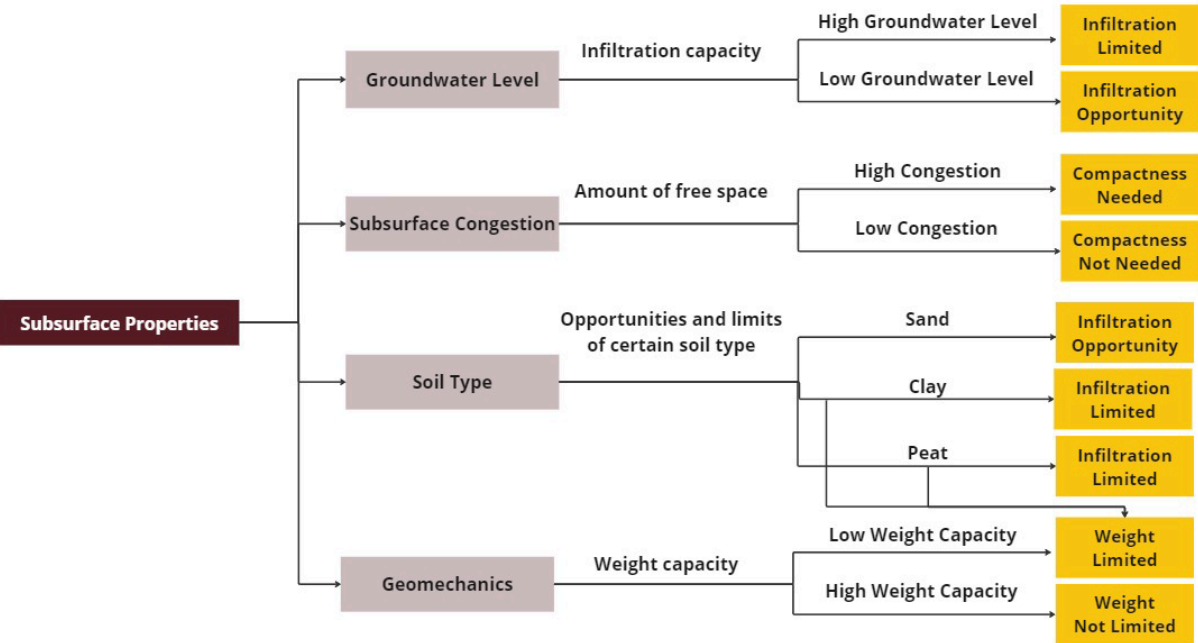 High Groundwater Level
Infiltration
Limited
Infiltration capacity
Groundwater Level
Low Groundwater Level
Infiltration
Opportunity
High Congestion
Compactness
Needed
Amount of free space
Subsurface Congestion
Low Congestion
Compactness
Not Needed
Subsurface Properties
Opportunities and limits
of certain soil type
Sand
Infiltration
Opportunity
Soil Type
Clay
Infiltration
Limited
Peat
Infiltration
Limited
Low Weight Capacity
Weight
Limited
Weight capacity
Geomechanics
High Weight Capacity
Weight
Not Limited